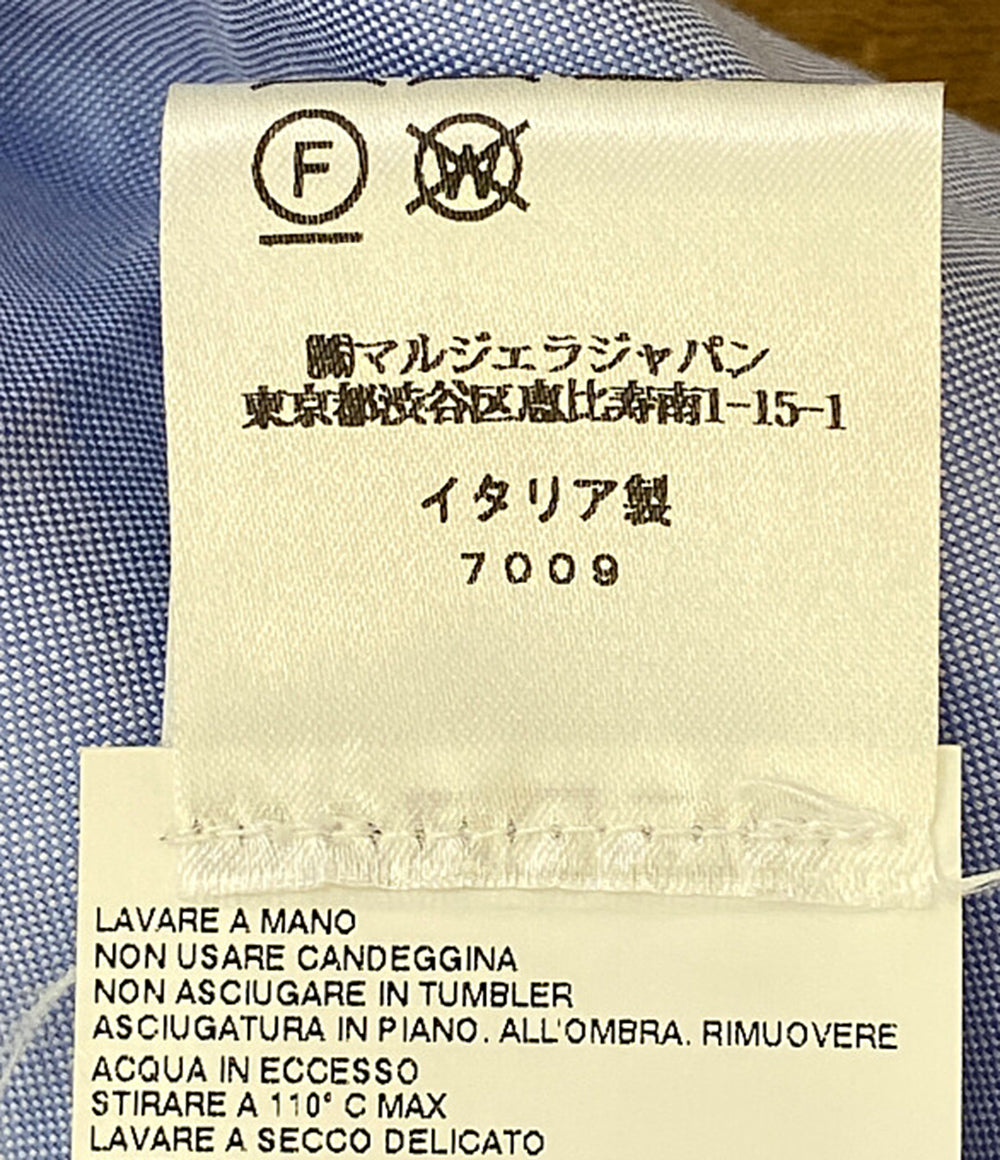 F W
㈱マルジェラジャパン
東京都渋谷区恵比寿南1-15-1
イタリア製
7009
LAVARE A MANO
NON USARE CANDEGGINA
NON ASCIUGARE IN TUMBLER
ASCIUGATURA IN PIANO. ALL'OMBRA. RIMUOVERE
ACQUA IN ECCESSO
STIRARE A 110° C MAX
LAVARE A SECCO DELICATO